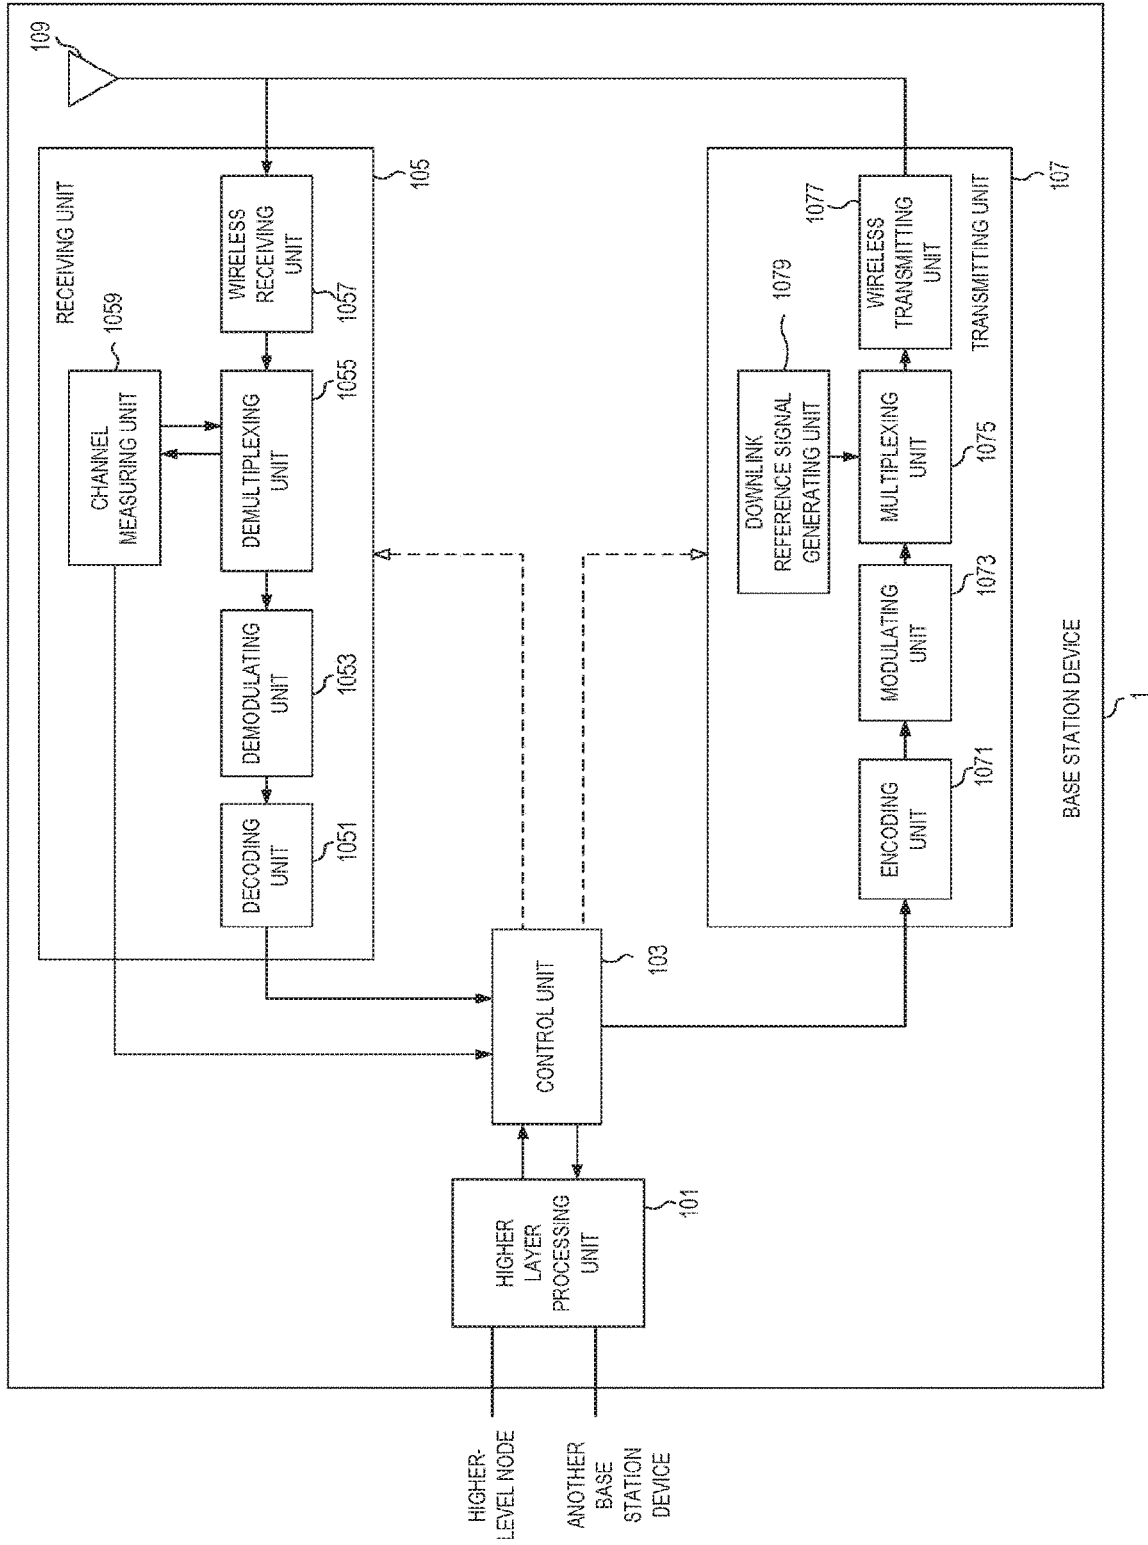 HIGHER-
LEVEL NODE
ANOTHER
BASE
STATION
DEVICE
HIGHER
LAYER
PROCESSING
UNIT
101
CONTROL UNIT
103
RECEIVING UNIT
105
CHANNEL
MEASURING UNIT
1059
DECODING
UNIT
1051
DEMODULATING
UNIT
1053
DEMULTIPLEXING
UNIT
1055
WIRELESS
RECEIVING
UNIT
1057
109
DOWNLINK
REFERENCE SIGNAL
GENERATING UNIT
1079
ENCODING
UNIT
1071
MODULATING
UNIT
1073
MULTIPLEXING
UNIT
1075
WIRELESS
TRANSMITTING
UNIT
1077
TRANSMITTING UNIT
107
BASE STATION DEVICE
1